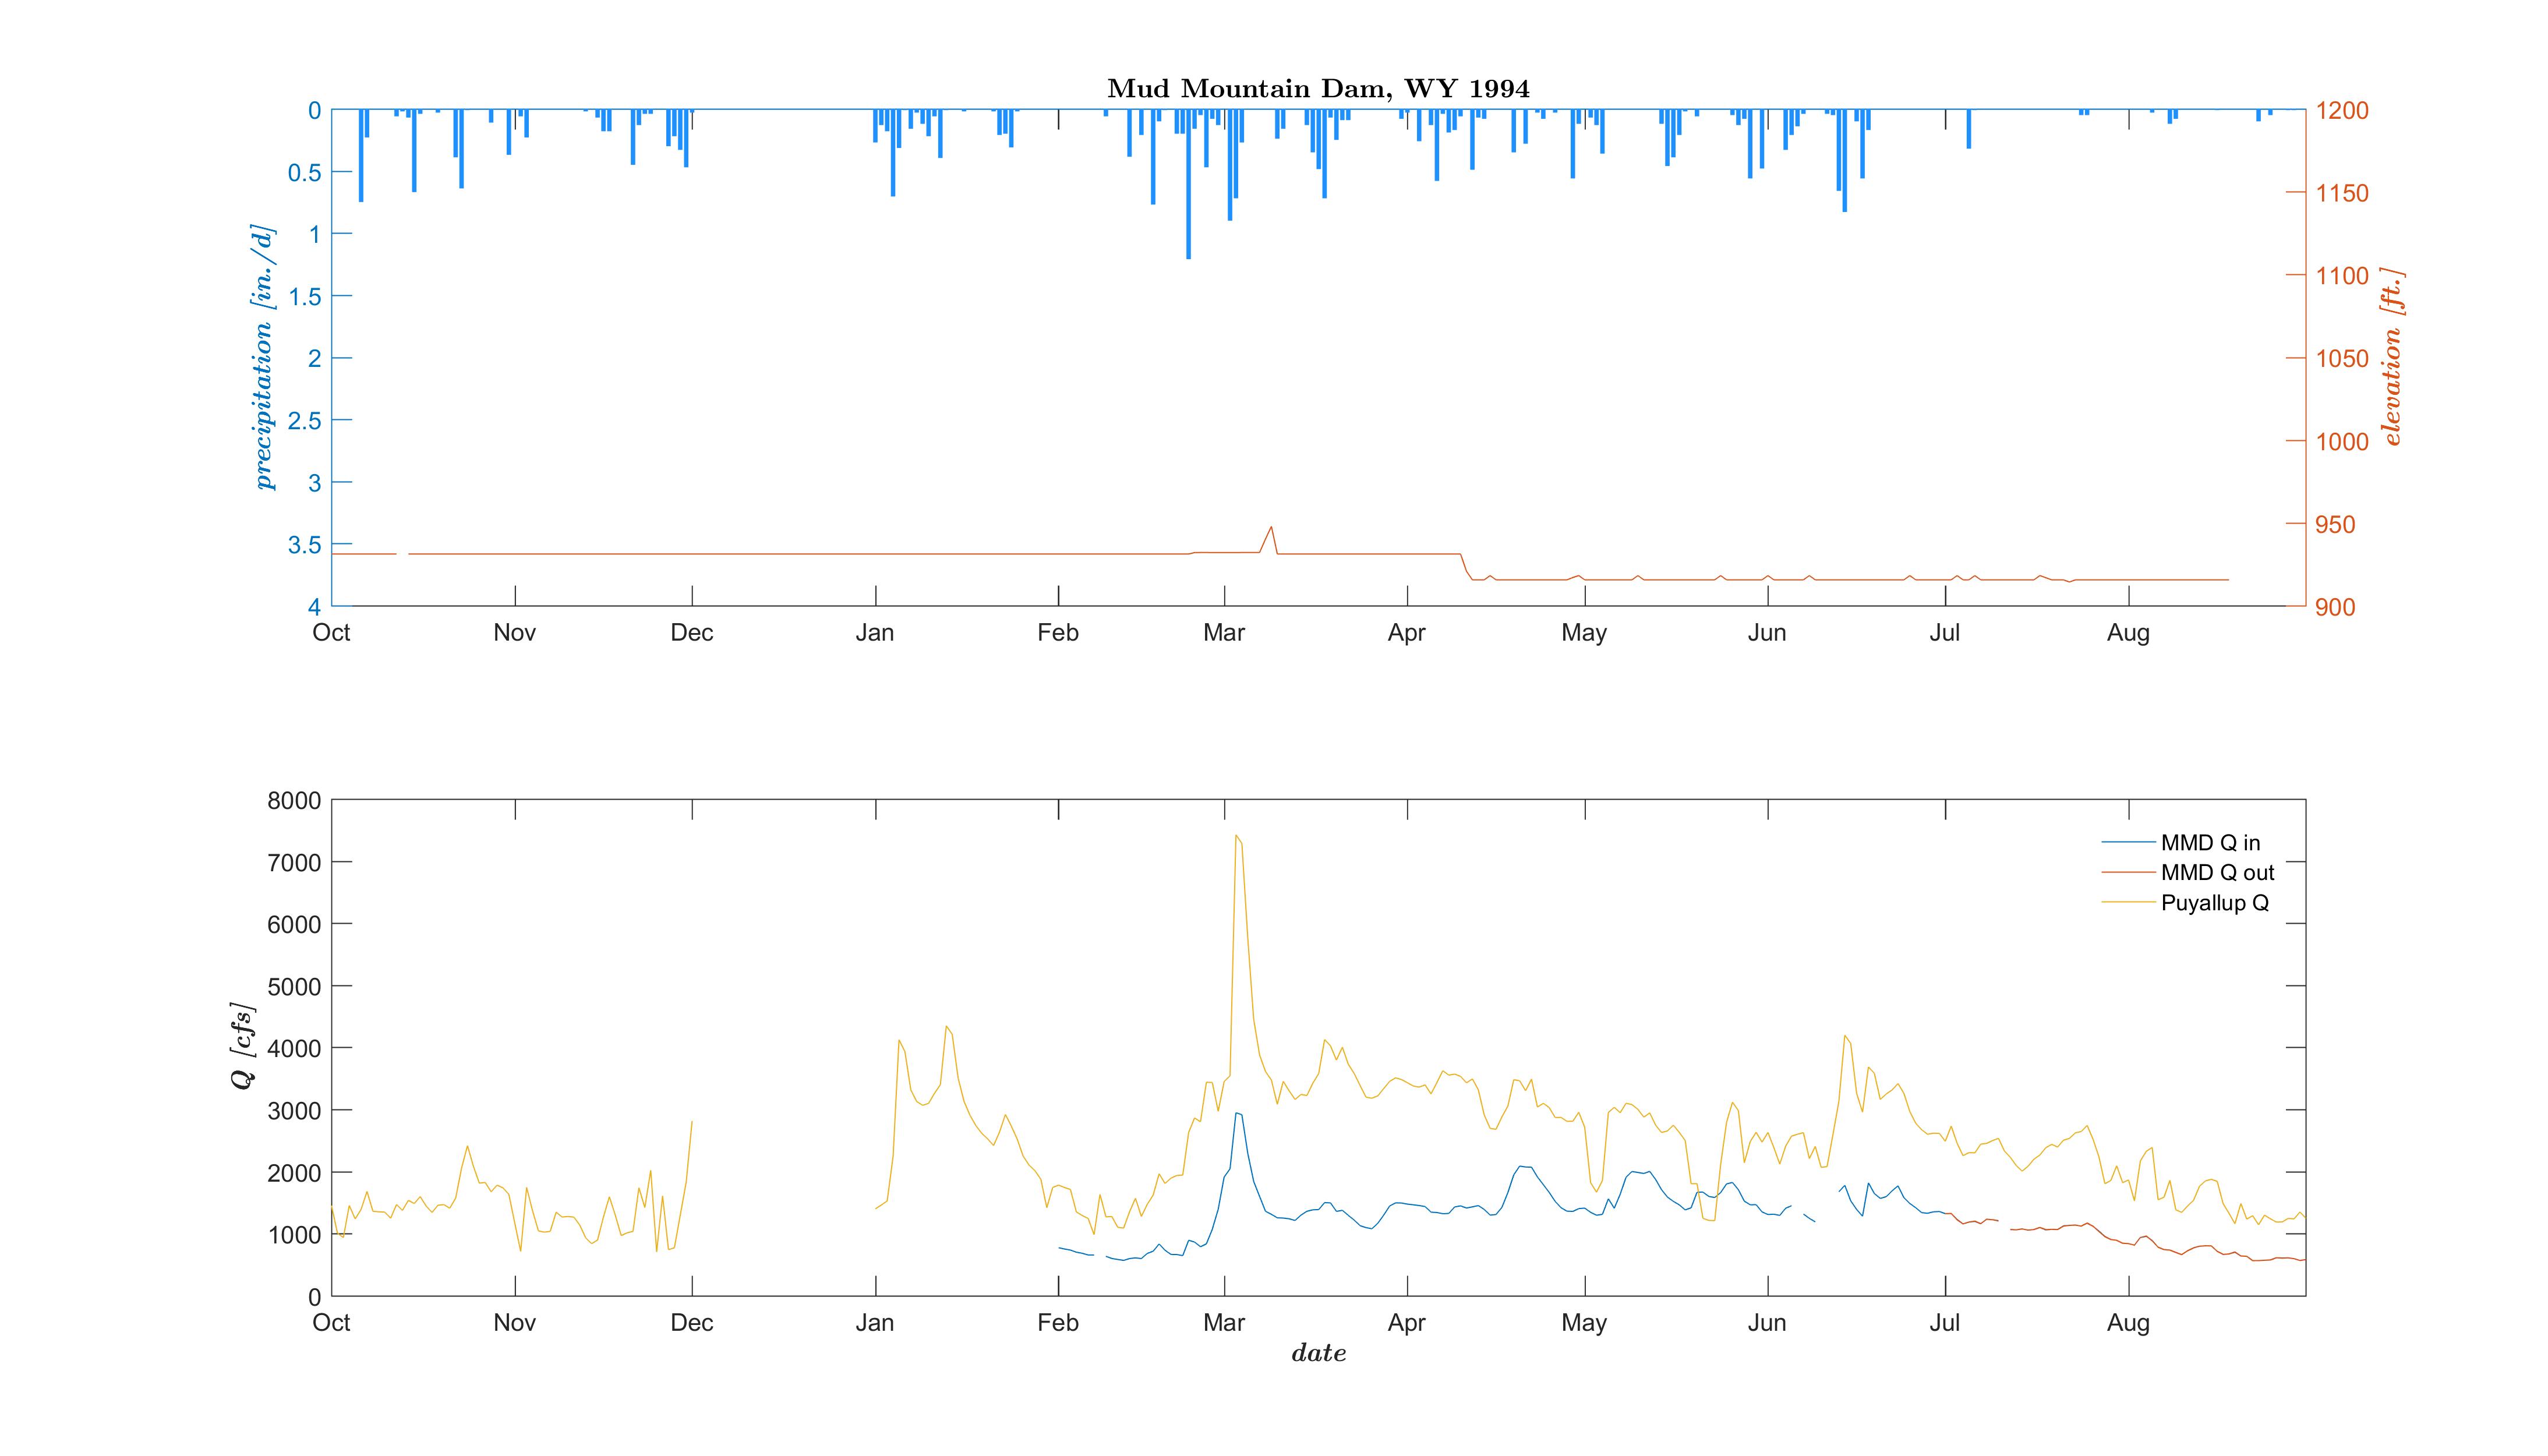 Mud Mountain Dam, WY 1994
0
0.5
1
1.5
2
2.5
3
3.5
4
precipitation [in./d]
1200
1150
1100
1050
1000
950
900
elevation [ft.]
Oct Nov Dec Jan Feb Mar Apr May Jun Jul Aug
8000
7000
6000
5000
4000
3000
2000
1000
0
Q [cfs]
MMD Q in
MMD Q out
Puyallup Q
Oct Nov Dec Jan Feb Mar Apr May Jun Jul Aug
date